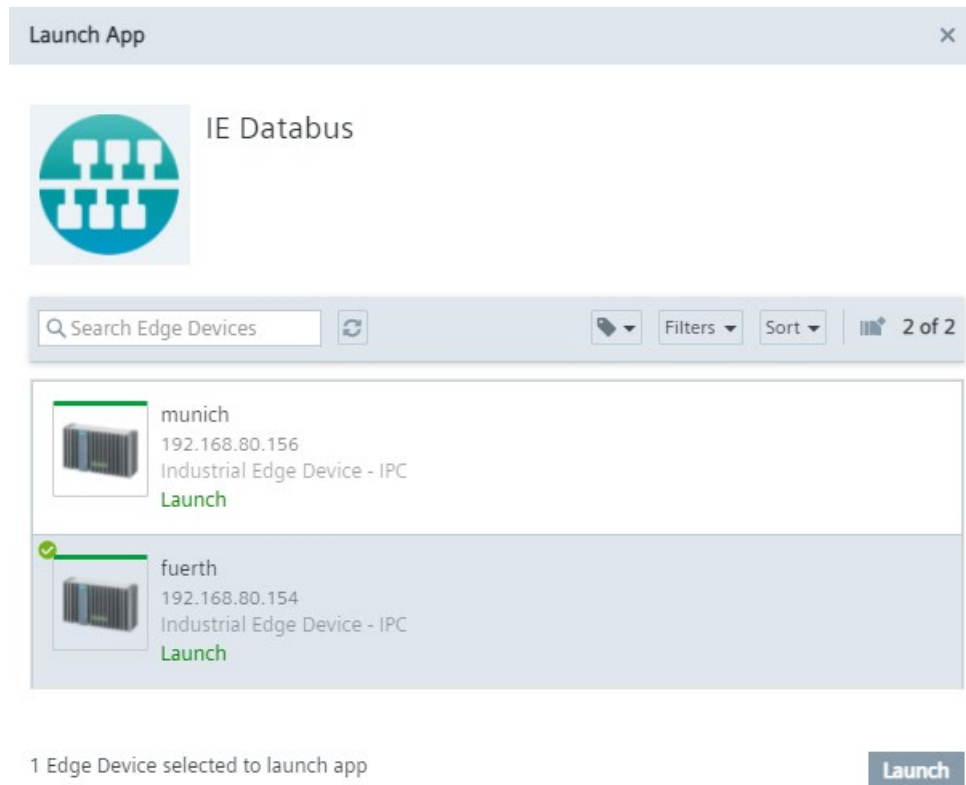 Launch App
IE Databus
Search Edge Devices
Filters
Sort
2 of 2
munich
192.168.80.156
Industrial Edge Device - IPC
Launch
fuerth
192.168.80.154
Industrial Edge Device - IPC
Launch
1 Edge Device selected to launch app
Launch